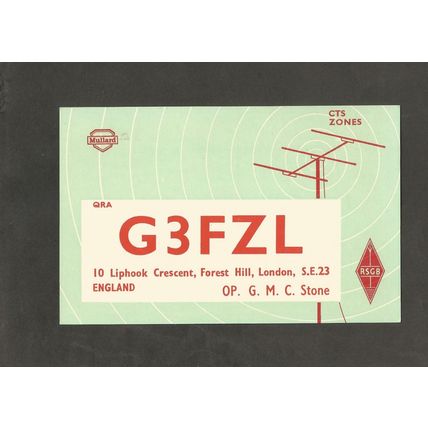 Mullard
CTS
ZONES
QRA
G3FZL
10 Liphook Crescent, Forest Hill, London, S.E.23
ENGLAND
OP. G. M. C. Stone
RSGB